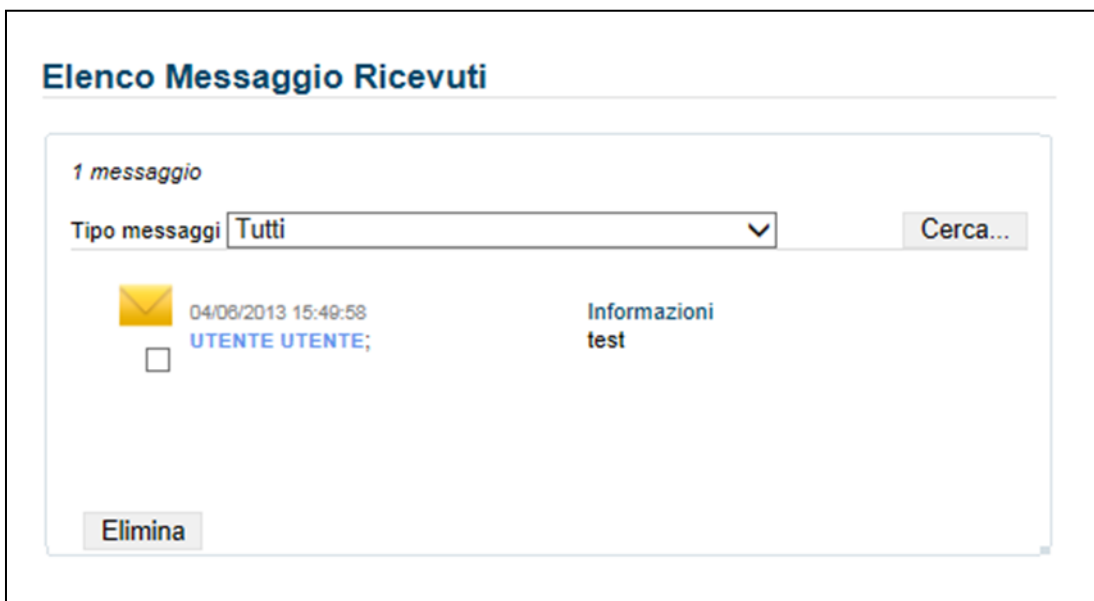 Elenco Messaggio Ricevuti
1 messaggio
Tipo messaggi Tutti Cerca...
04/06/2013 15:49:58 Informazioni
UTENTE UTENTE; test
Elimina